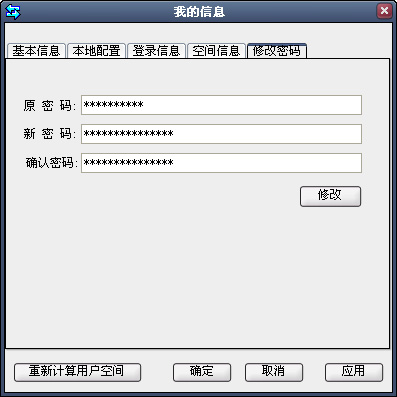 我的信息
基本信息 本地配置 登录信息 空间信息 修改密码
原 密 码: **********
新 密 码: ***************
确认密码: ***************
修改
重新计算用户空间 确定 取消 应用